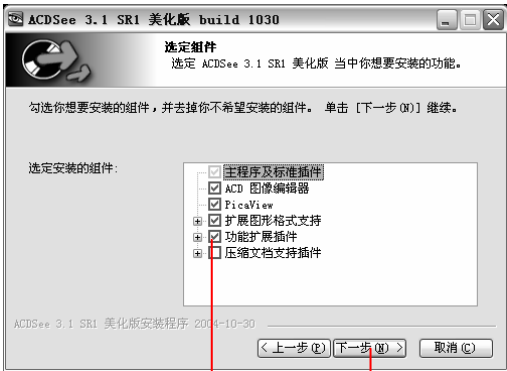 ACDSee 3.1 SR1 美化版 build 1030
选定组件
选定 ACDSee 3.1 SR1 美化版 当中你想要安装的功能。
勾选你想要安装的组件，并去掉你不希望安装的组件。 单击 [下一步(N)] 继续。
选定安装的组件:
主程序及标准插件
ACD 图像编辑器
PicaView
扩展图形格式支持
功能扩展插件
压缩文档支持插件
ACDSee 3.1 SR1 美化版安装程序 2004-10-30
< 上一步(P) 下一步(N) > 取消(C)